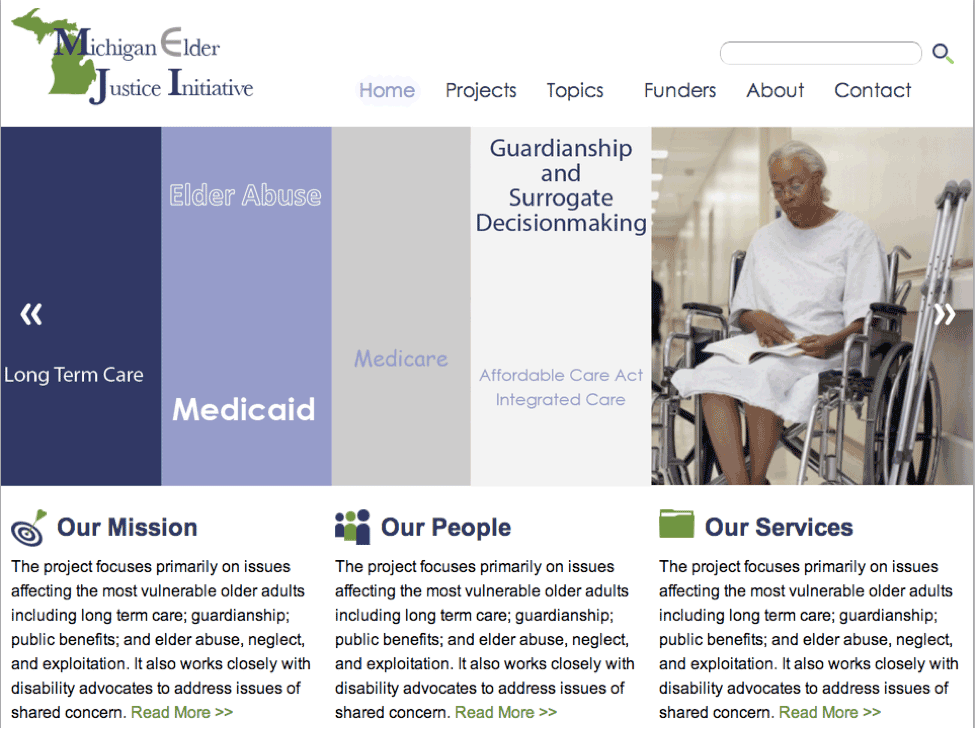 Michigan Elder
Justice Initiative
Home Projects Topics Funders About Contact
Elder Abuse
Guardianship
and
Surrogate
Decisionmaking
«
»
Long Term Care
Medicare
Medicaid
Affordable Care Act
Integrated Care
Our Mission
The project focuses primarily on issues
affecting the most vulnerable older adults
including long term care; guardianship;
public benefits; and elder abuse, neglect,
and exploitation. It also works closely with
disability advocates to address issues of
shared concern. Read More >>
Our People
The project focuses primarily on issues
affecting the most vulnerable older adults
including long term care; guardianship;
public benefits; and elder abuse, neglect,
and exploitation. It also works closely with
disability advocates to address issues of
shared concern. Read More >>
Our Services
The project focuses primarily on issues
affecting the most vulnerable older adults
including long term care; guardianship;
public benefits; and elder abuse, neglect,
and exploitation. It also works closely with
disability advocates to address issues of
shared concern. Read More >>